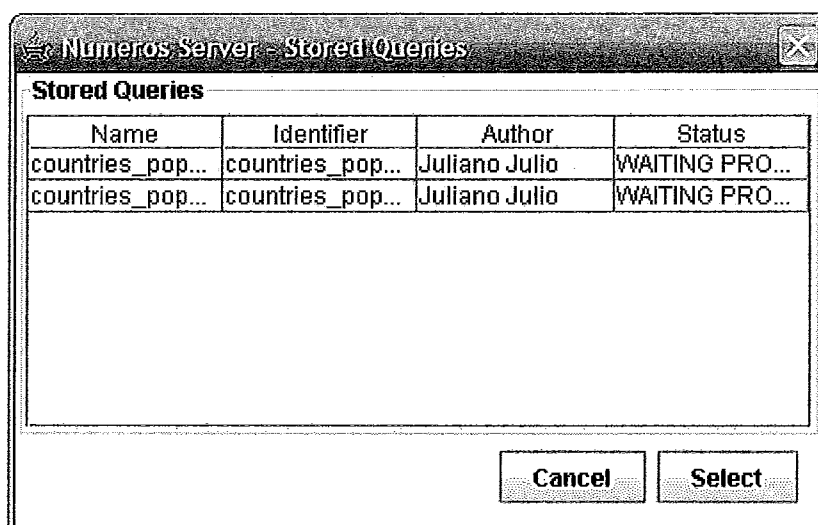 Numeros Server - Stored Queries
Stored Queries
Name Identifier Author Status
countries_pop... countries_pop... Juliano Julio WAITING PRO...
countries_pop... countries_pop... Juliano Julio WAITING PRO...
Cancel Select